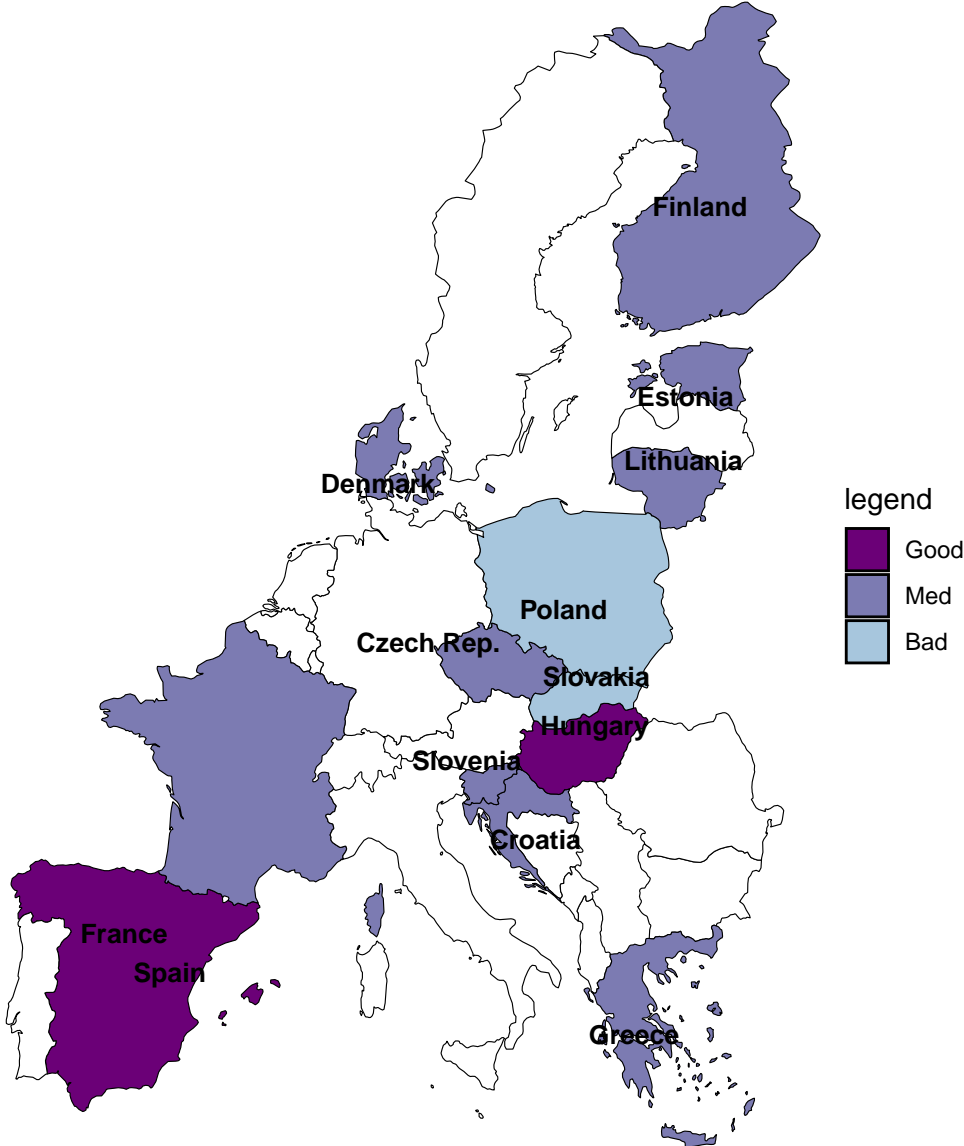 Finland
Estonia
Lithuania
Denmark
legend
Good
Med
Bad
Poland
Czech Rep.
Slovakia
Hungary
Slovenia
Croatia
France
Spain
Greece